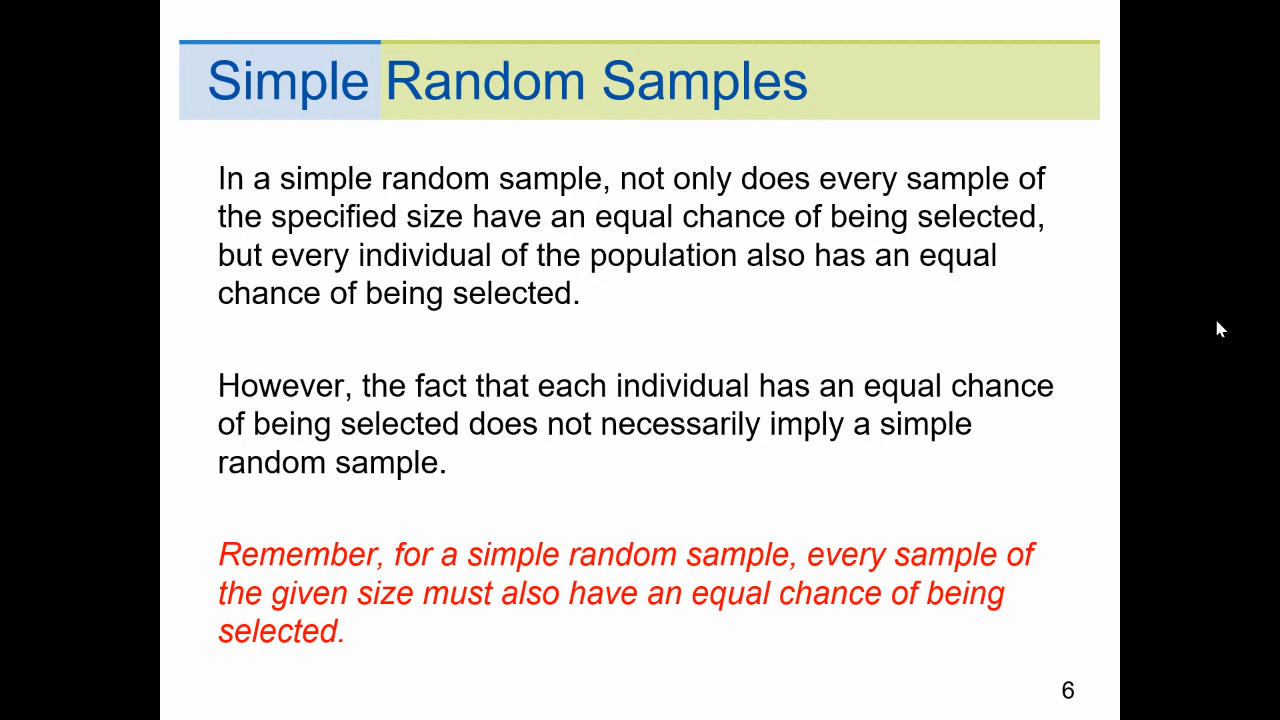 Simple Random Samples
In a simple random sample, not only does every sample of
the specified size have an equal chance of being selected,
but every individual of the population also has an equal
chance of being selected.
However, the fact that each individual has an equal chance
of being selected does not necessarily imply a simple
random sample.
Remember, for a simple random sample, every sample of
the given size must also have an equal chance of being
selected.
6